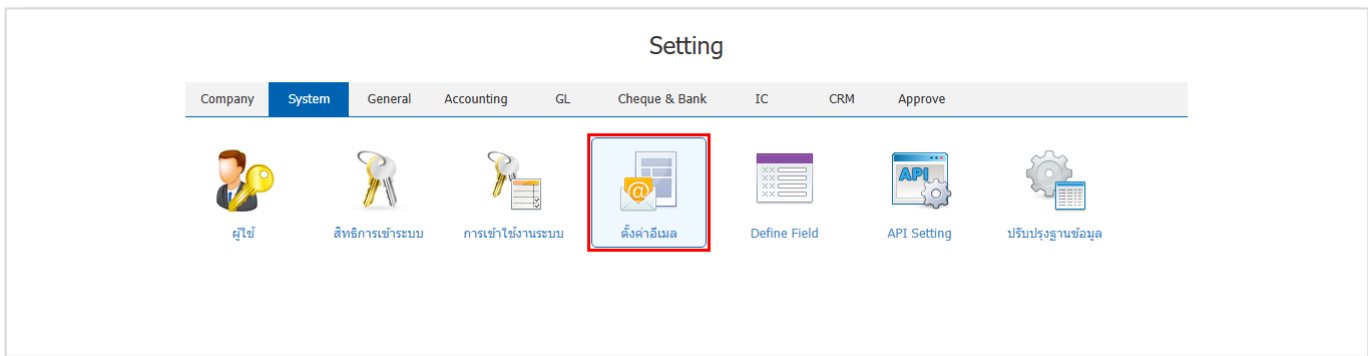 Setting
Company System General Accounting GL Cheque & Bank IC CRM Approve
API
ผู้ใช้ สิทธิการเข้าระบบ การเข้าใช้งานระบบ ตั้งค่าอีเมล Define Field API Setting ปรับปรุงฐานข้อมูล